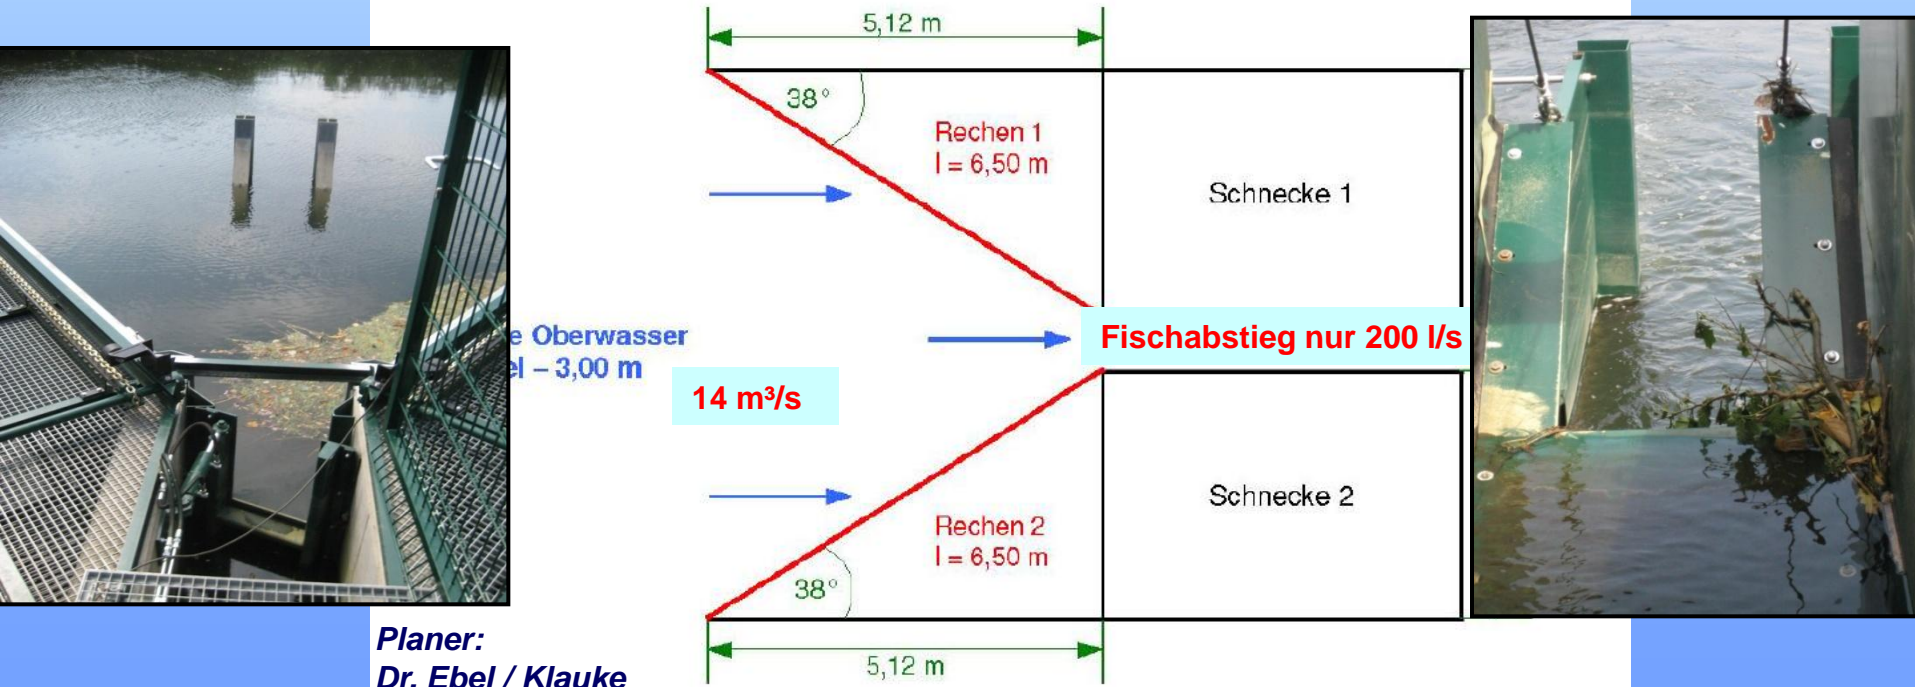 5,12 m
38°
Rechen 1
l = 6,50 m
Schnecke 1
Oberwasser
– 3,00 m
Fischabstieg nur 200 l/s
14 m³/s
Schnecke 2
Rechen 2
l = 6,50 m
38°
5,12 m
Planer:
Dr. Ebel / Klauke